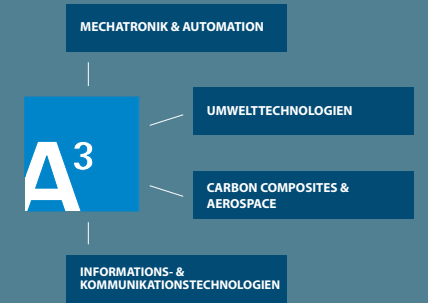 MECHATRONIK & AUTOMATION
UMWELTTECHNOLOGIEN
A³
CARBON COMPOSITES &
AEROSPACE
INFORMATIONS- &
KOMMUNIKATIONSTECHNOLOGIEN